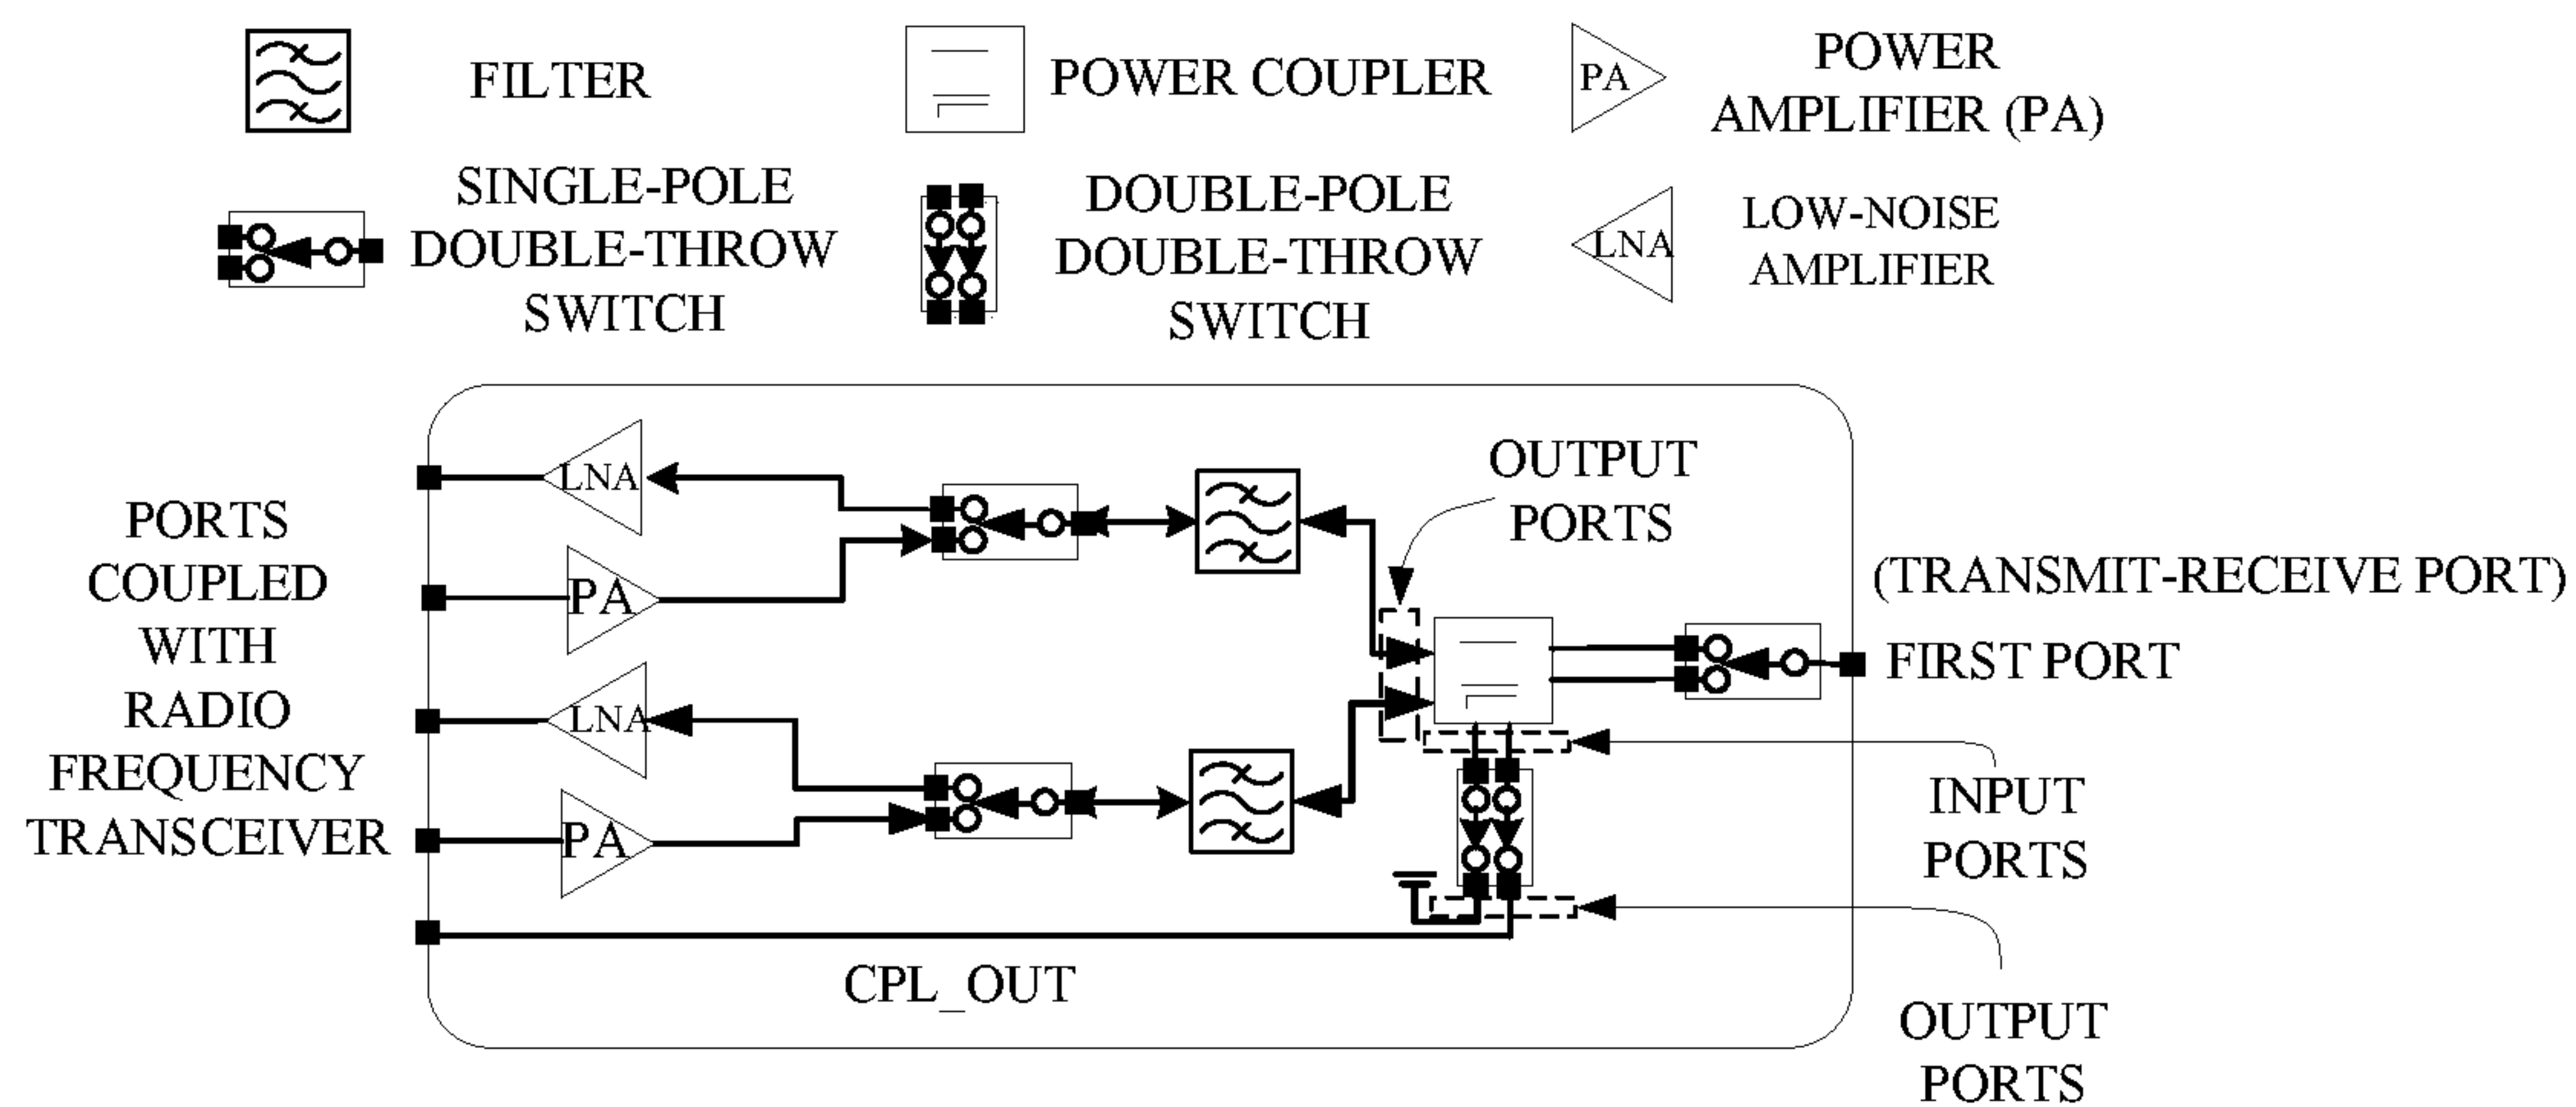 FILTER
POWER COUPLER
PA
POWER
AMPLIFIER (PA)
SINGLE-POLE
DOUBLE-THROW
SWITCH
DOUBLE-POLE
DOUBLE-THROW
SWITCH
LNA
LOW-NOISE
AMPLIFIER
PORTS
COUPLED
WITH
RADIO
FREQUENCY
TRANSCEIVER
LNA
PA
LNA
PA
CPL_OUT
OUTPUT
PORTS
(TRANSMIT-RECEIVE PORT)
FIRST PORT
INPUT
PORTS
OUTPUT
PORTS